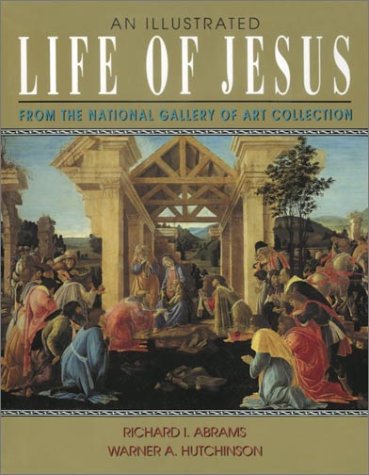 AN ILLUSTRATED
LIFE OF JESUS
FROM THE NATIONAL GALLERY OF ART COLLECTION
RICHARD I. ABRAMS
WARNER A. HUTCHINSON